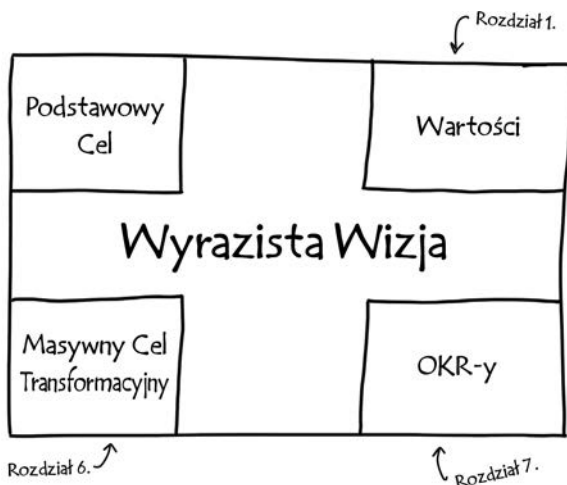 Rozdział 1.
Podstawowy
Cel
Wartości
Wyrazista Wizja
Masywny Cel
Transformacyjny
OKR-y
Rozdział 6.
Rozdział 7.